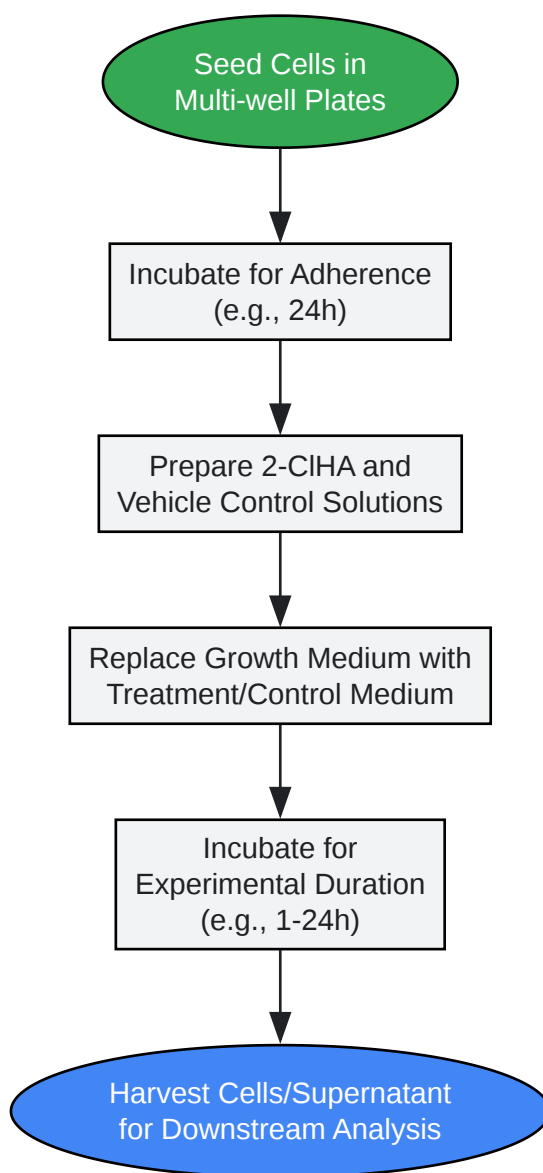 Seed Cells in
Multi-well Plates
Incubate for Adherence
(e.g., 24h)
Prepare 2-ClHA and
Vehicle Control Solutions
Replace Growth Medium with
Treatment/Control Medium
Incubate for
Experimental Duration
(e.g., 1-24h)
Harvest Cells/Supernatant
for Downstream Analysis